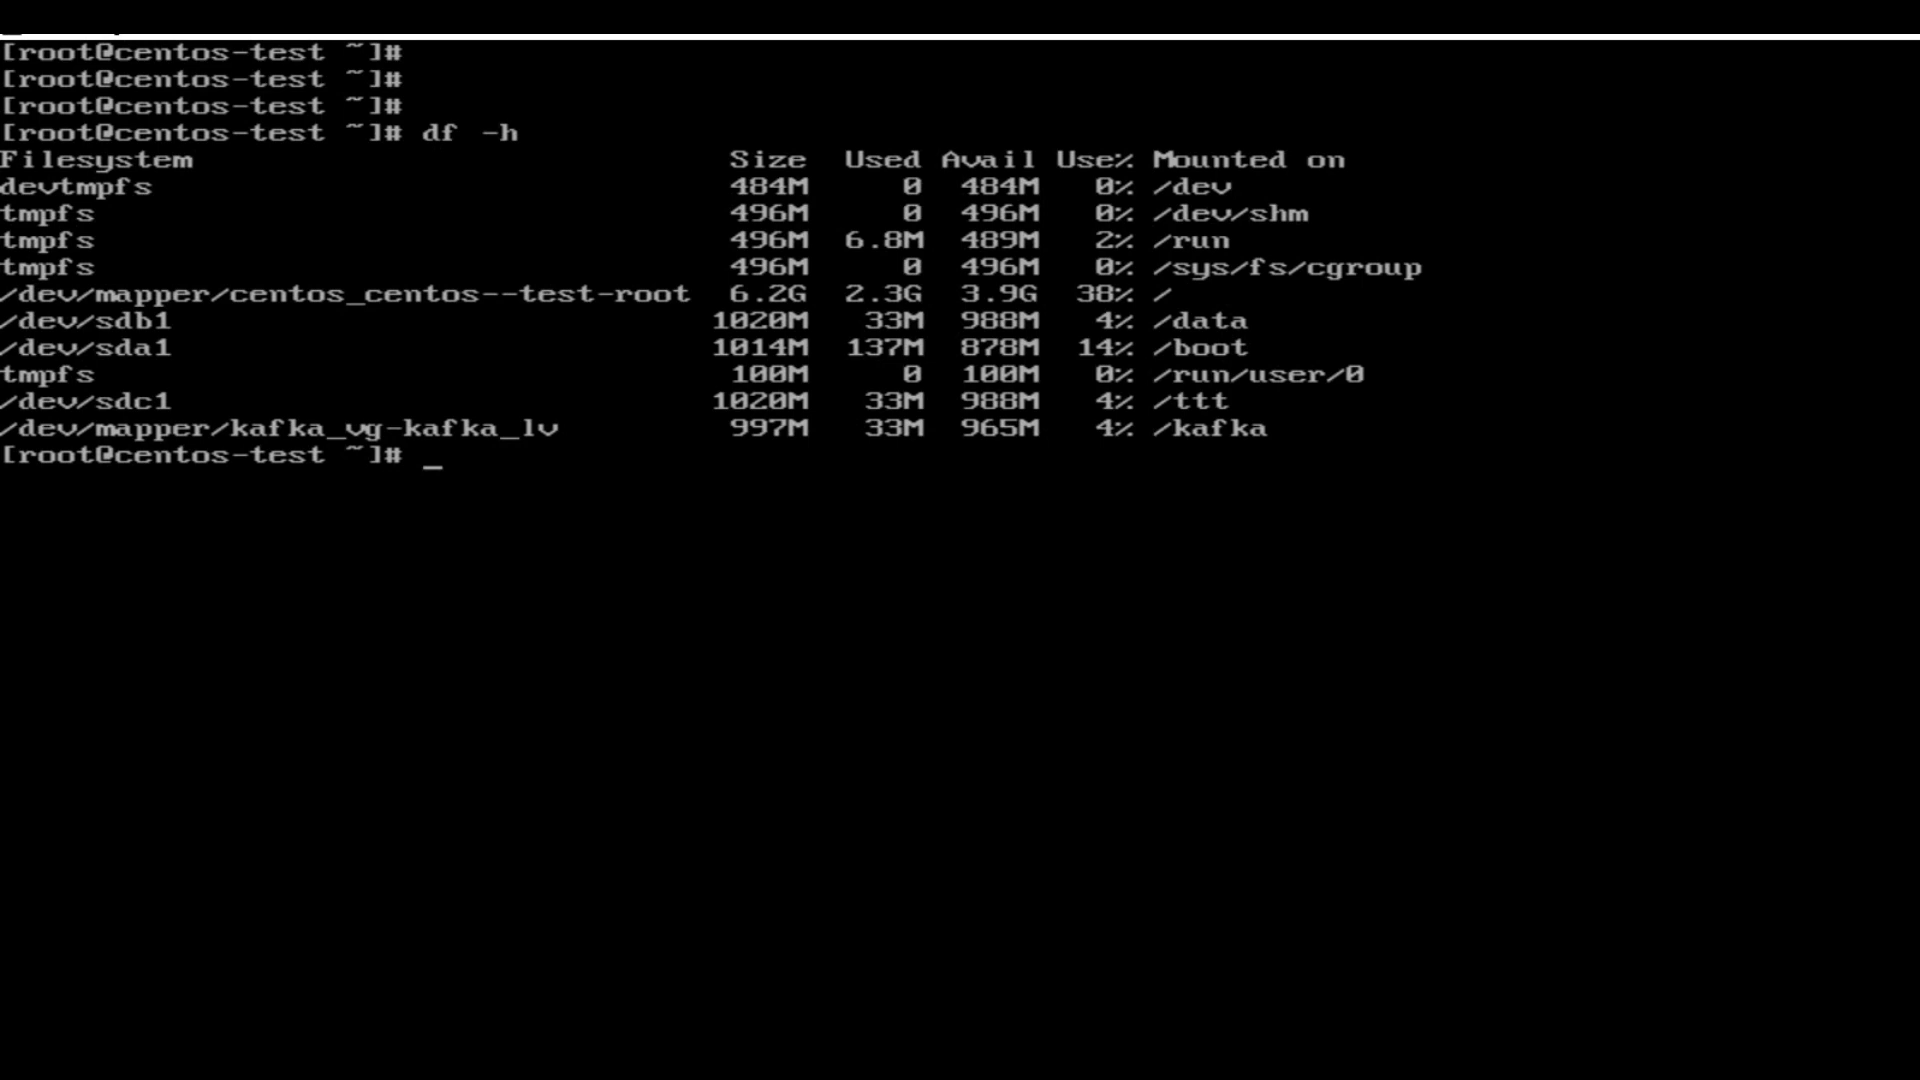 [root@centos-test ~]#
[root@centos-test ~]#
[root@centos-test ~]#
[root@centos-test ~]# df -h
Filesystem                            Size  Used Avail Use% Mounted on
devtmpfs                              484M     0  484M   0% /dev
tmpfs                                 496M     0  496M   0% /dev/shm
tmpfs                                 496M  6.8M  489M   2% /run
tmpfs                                 496M     0  496M   0% /sys/fs/cgroup
/dev/mapper/centos_centos--test-root  6.2G  2.3G  3.9G  38% /
/dev/sdb1                            1020M   33M  988M   4% /data
/dev/sda1                            1014M  137M  878M  14% /boot
tmpfs                                 100M     0  100M   0% /run/user/0
/dev/sdc1                            1020M   33M  988M   4% /ttt
/dev/mapper/kafka_vg-kafka_lv         997M   33M  965M   4% /kafka
[root@centos-test ~]# _